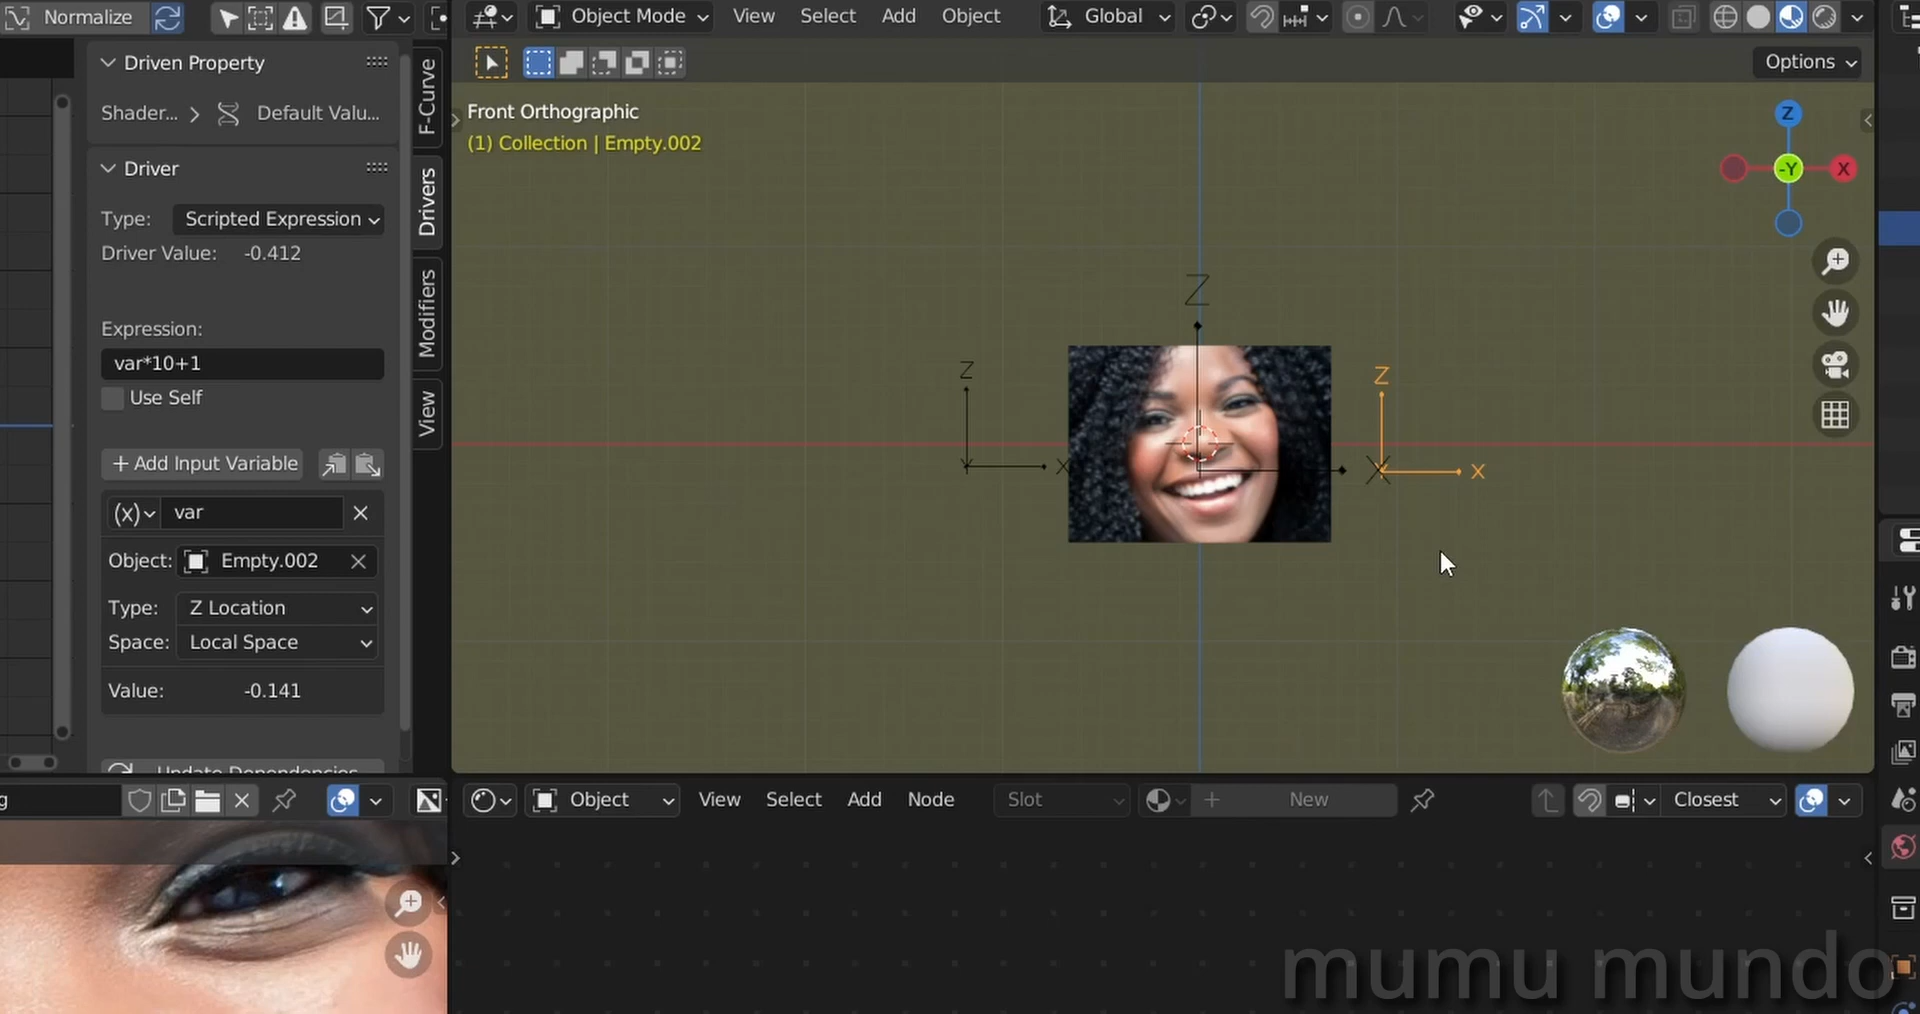 Normalize
Object Mode View Select Add Object Global
Options
Driven Property
Shader... Default Valu...
Driver
Type: Scripted Expression
Driver Value: -0.412
Expression:
var*10+1
Use Self
+ Add Input Variable
(x) var
Object: Empty.002
Type: Z Location
Space: Local Space
Value: -0.141
Update Dependencies
F-Curve
Drivers
Modifiers
View
Front Orthographic
(1) Collection | Empty.002
Z
-Y X
Z
Z
Z
X
X
X
g
Object View Select Add Node Slot + New Closest
mumu mundo